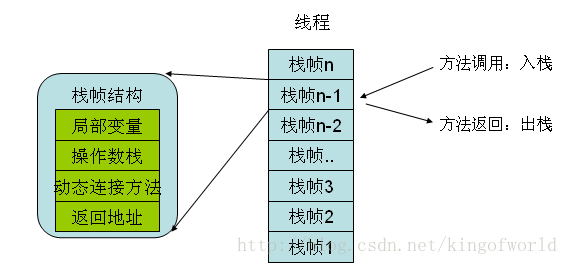 线程
栈帧n
栈帧n-1
栈帧n-2
栈帧..
栈帧3
栈帧2
栈帧1
方法调用：入栈
方法返回：出栈
栈帧结构
局部变量
操作数栈
动态连接方法
返回地址
http://blog.csdn.net/kingofworld